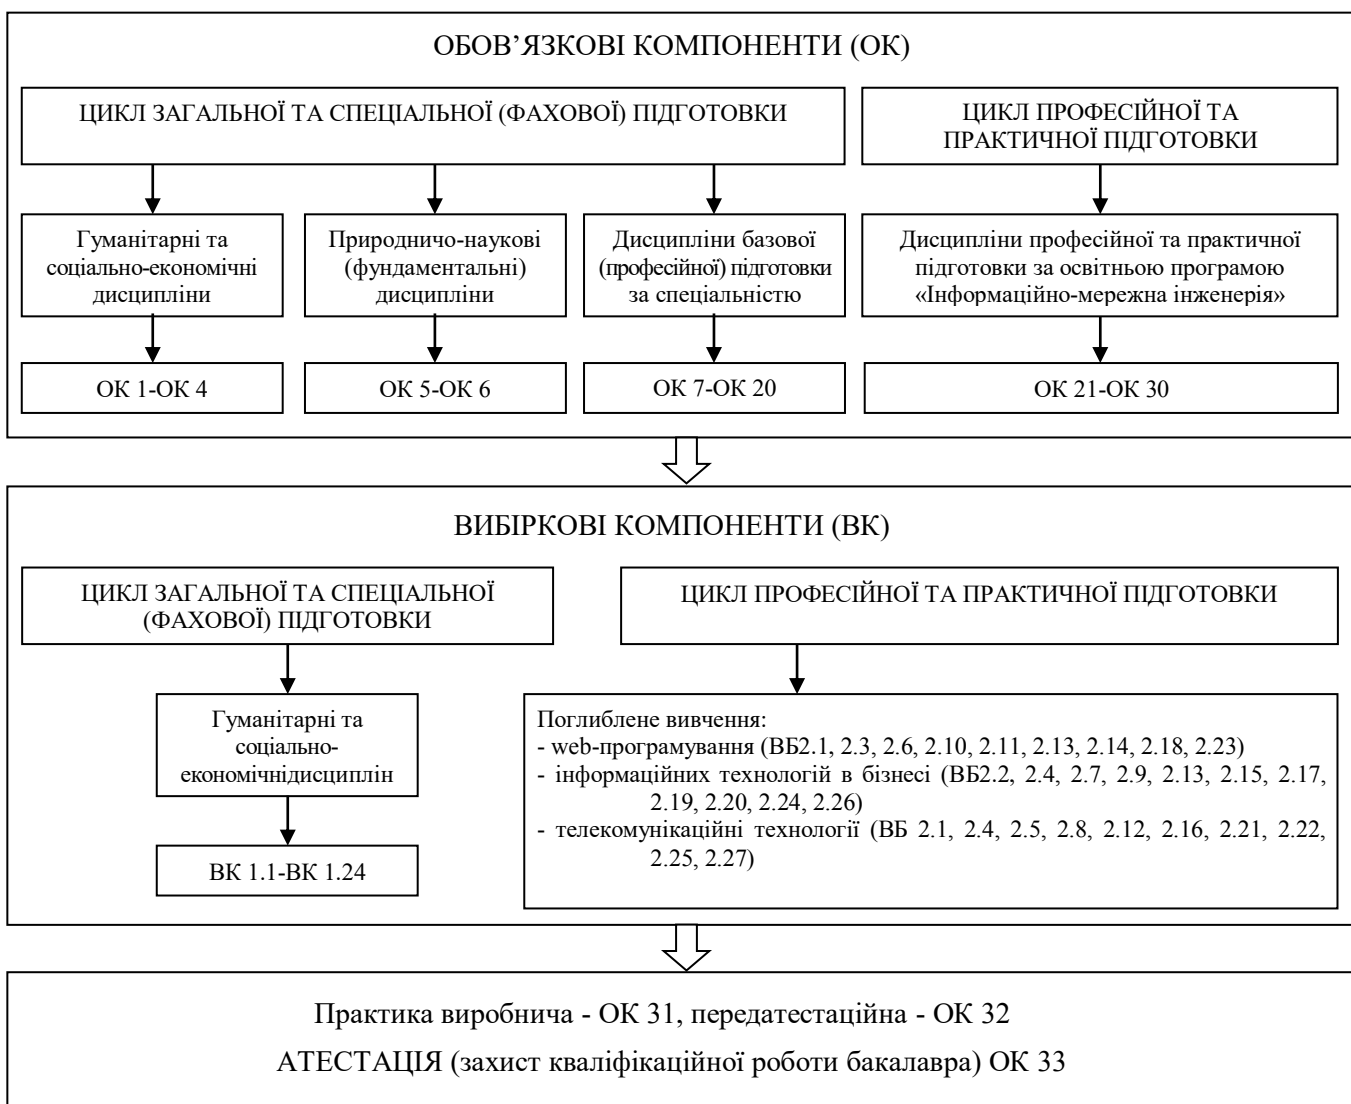 ОБОВ’ЯЗКОВІ КОМПОНЕНТИ (ОК)
ЦИКЛ ЗАГАЛЬНОЇ ТА СПЕЦІАЛЬНОЇ (ФАХОВОЇ) ПІДГОТОВКИ
ЦИКЛ ПРОФЕСІЙНОЇ ТА
ПРАКТИЧНОЇ ПІДГОТОВКИ
Гуманітарні та
соціально-економічні
дисципліни
Природничо-наукові
(фундаментальні)
дисципліни
Дисципліни базової
(професійної) підготовки
за спеціальністю
Дисципліни професійної та практичної
підготовки за освітньою програмою
«Інформаційно-мережна інженерія»
ОК 1-ОК 4
ОК 5-ОК 6
ОК 7-ОК 20
ОК 21-ОК 30
ВИБІРКОВІ КОМПОНЕНТИ (ВК)
ЦИКЛ ЗАГАЛЬНОЇ ТА СПЕЦІАЛЬНОЇ
(ФАХОВОЇ) ПІДГОТОВКИ
ЦИКЛ ПРОФЕСІЙНОЇ ТА ПРАКТИЧНОЇ ПІДГОТОВКИ
Гуманітарні та
соціально-
економічнідисциплін
ВК 1.1-ВК 1.24
Поглиблене вивчення:
- web-програмування (ВБ2.1, 2.3, 2.6, 2.10, 2.11, 2.13, 2.14, 2.18, 2.23)
- інформаційних технологій в бізнесі (ВБ2.2, 2.4, 2.7, 2.9, 2.13, 2.15, 2.17,
2.19, 2.20, 2.24, 2.26)
- телекомунікаційні технології (ВБ 2.1, 2.4, 2.5, 2.8, 2.12, 2.16, 2.21, 2.22,
2.25, 2.27)
Практика виробнича - ОК 31, передатестаційна - ОК 32
АТЕСТАЦІЯ (захист кваліфікаційної роботи бакалавра) ОК 33